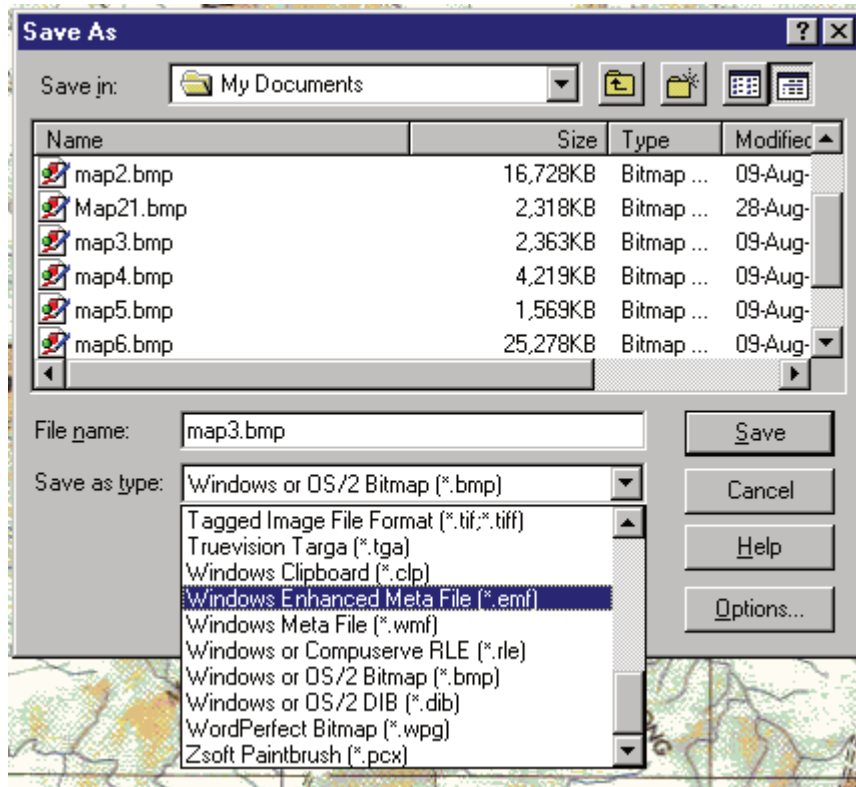 Save As
Save in: My Documents
Name Size Type Modified
map2.bmp 16,728KB Bitmap ... 09-Aug-
Map21.bmp 2,318KB Bitmap ... 28-Aug-
map3.bmp 2,363KB Bitmap ... 09-Aug-
map4.bmp 4,219KB Bitmap ... 09-Aug-
map5.bmp 1,569KB Bitmap ... 09-Aug-
map6.bmp 25,278KB Bitmap ... 09-Aug-
File name: map3.bmp Save
Save as type: Windows or OS/2 Bitmap (*.bmp) Cancel
Tagged Image File Format (*.tif;*.tiff)
Truevision Targa (*.tga) Help
Windows Clipboard (*.clp)
Windows Enhanced Meta File (*.emf) Options...
Windows Meta File (*.wmf)
Windows or Compuserve RLE (*.rle)
Windows or OS/2 Bitmap (*.bmp)
Windows or OS/2 DIB (*.dib)
WordPerfect Bitmap (*.wpg)
Zsoft Paintbrush (*.pcx)